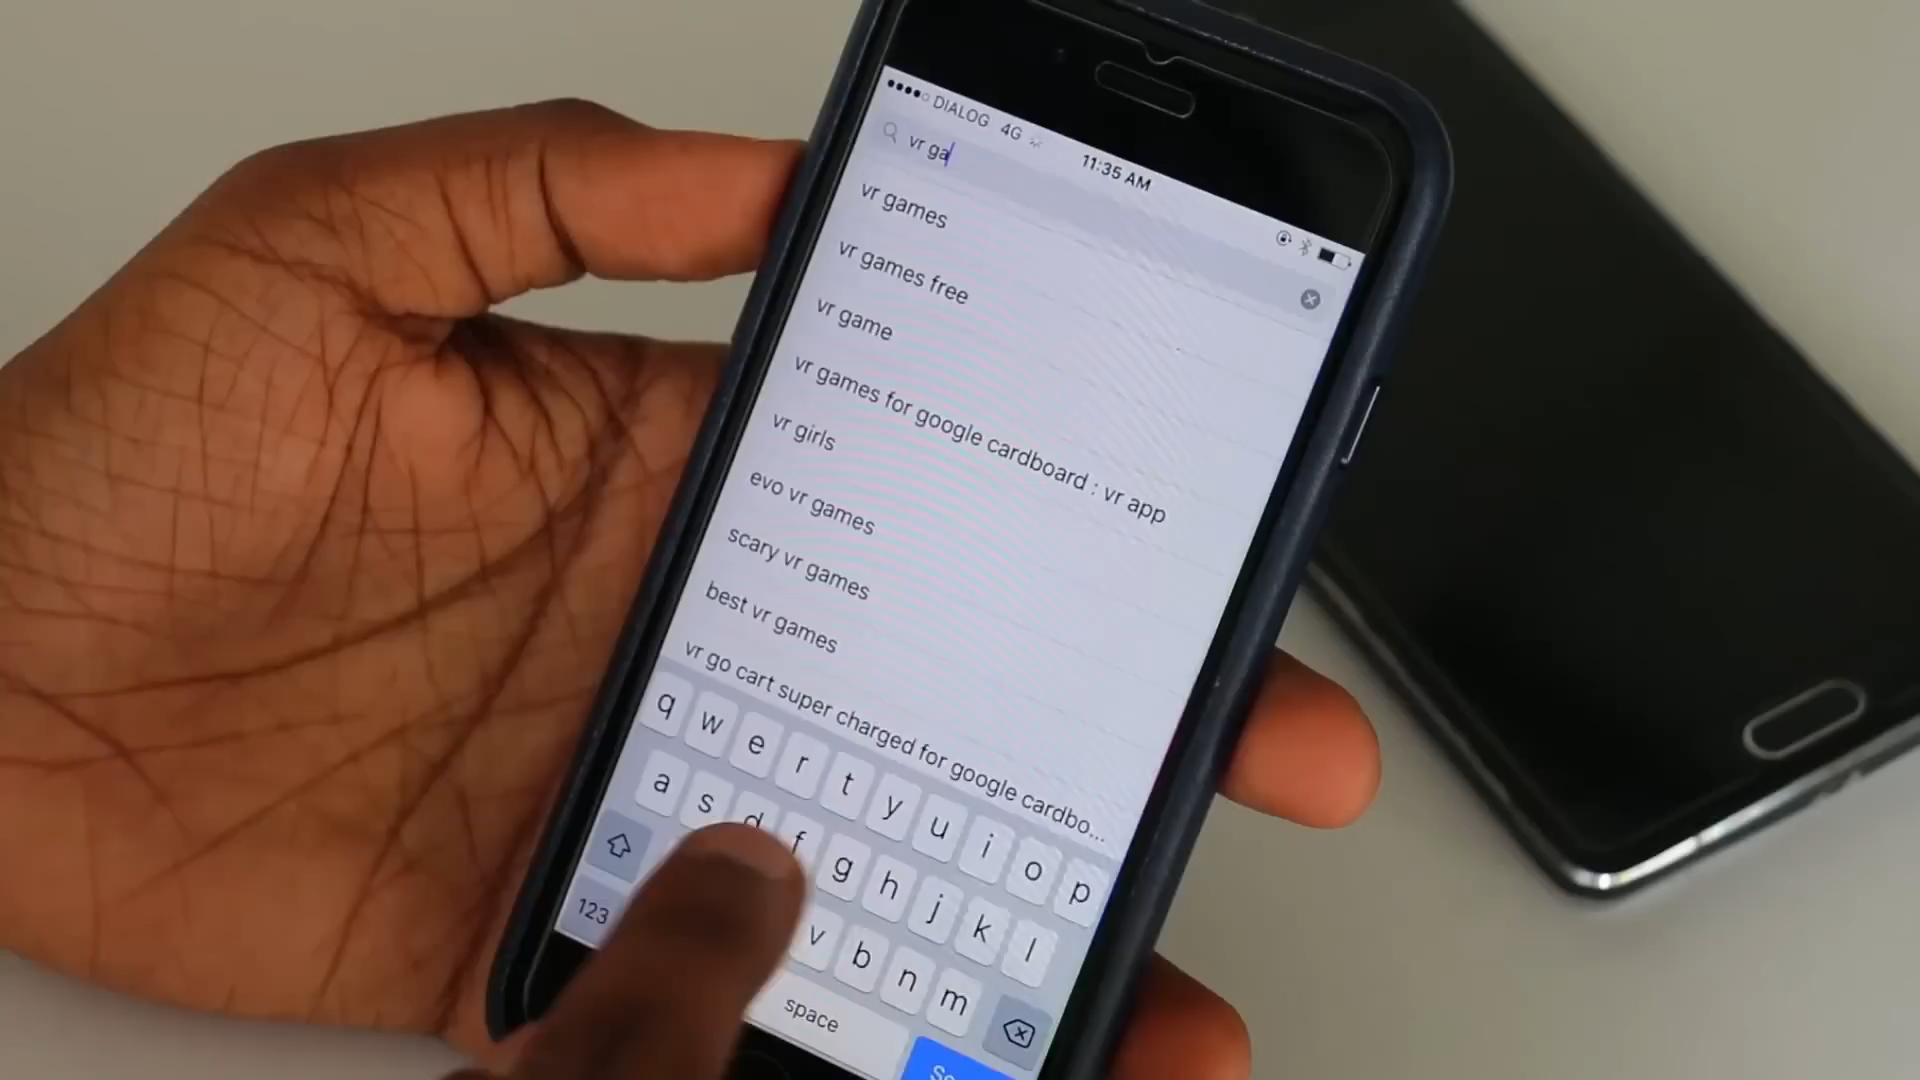 DIALOG 4G 11:35 AM
vr ga
vr games
vr games free
vr game
vr games for google cardboard : vr app
vr girls
evo vr games
scary vr games
best vr games
vr go cart super charged for google cardbo...
q w e r t y u i o p
a s d f g h j k l
v b n m
123 space